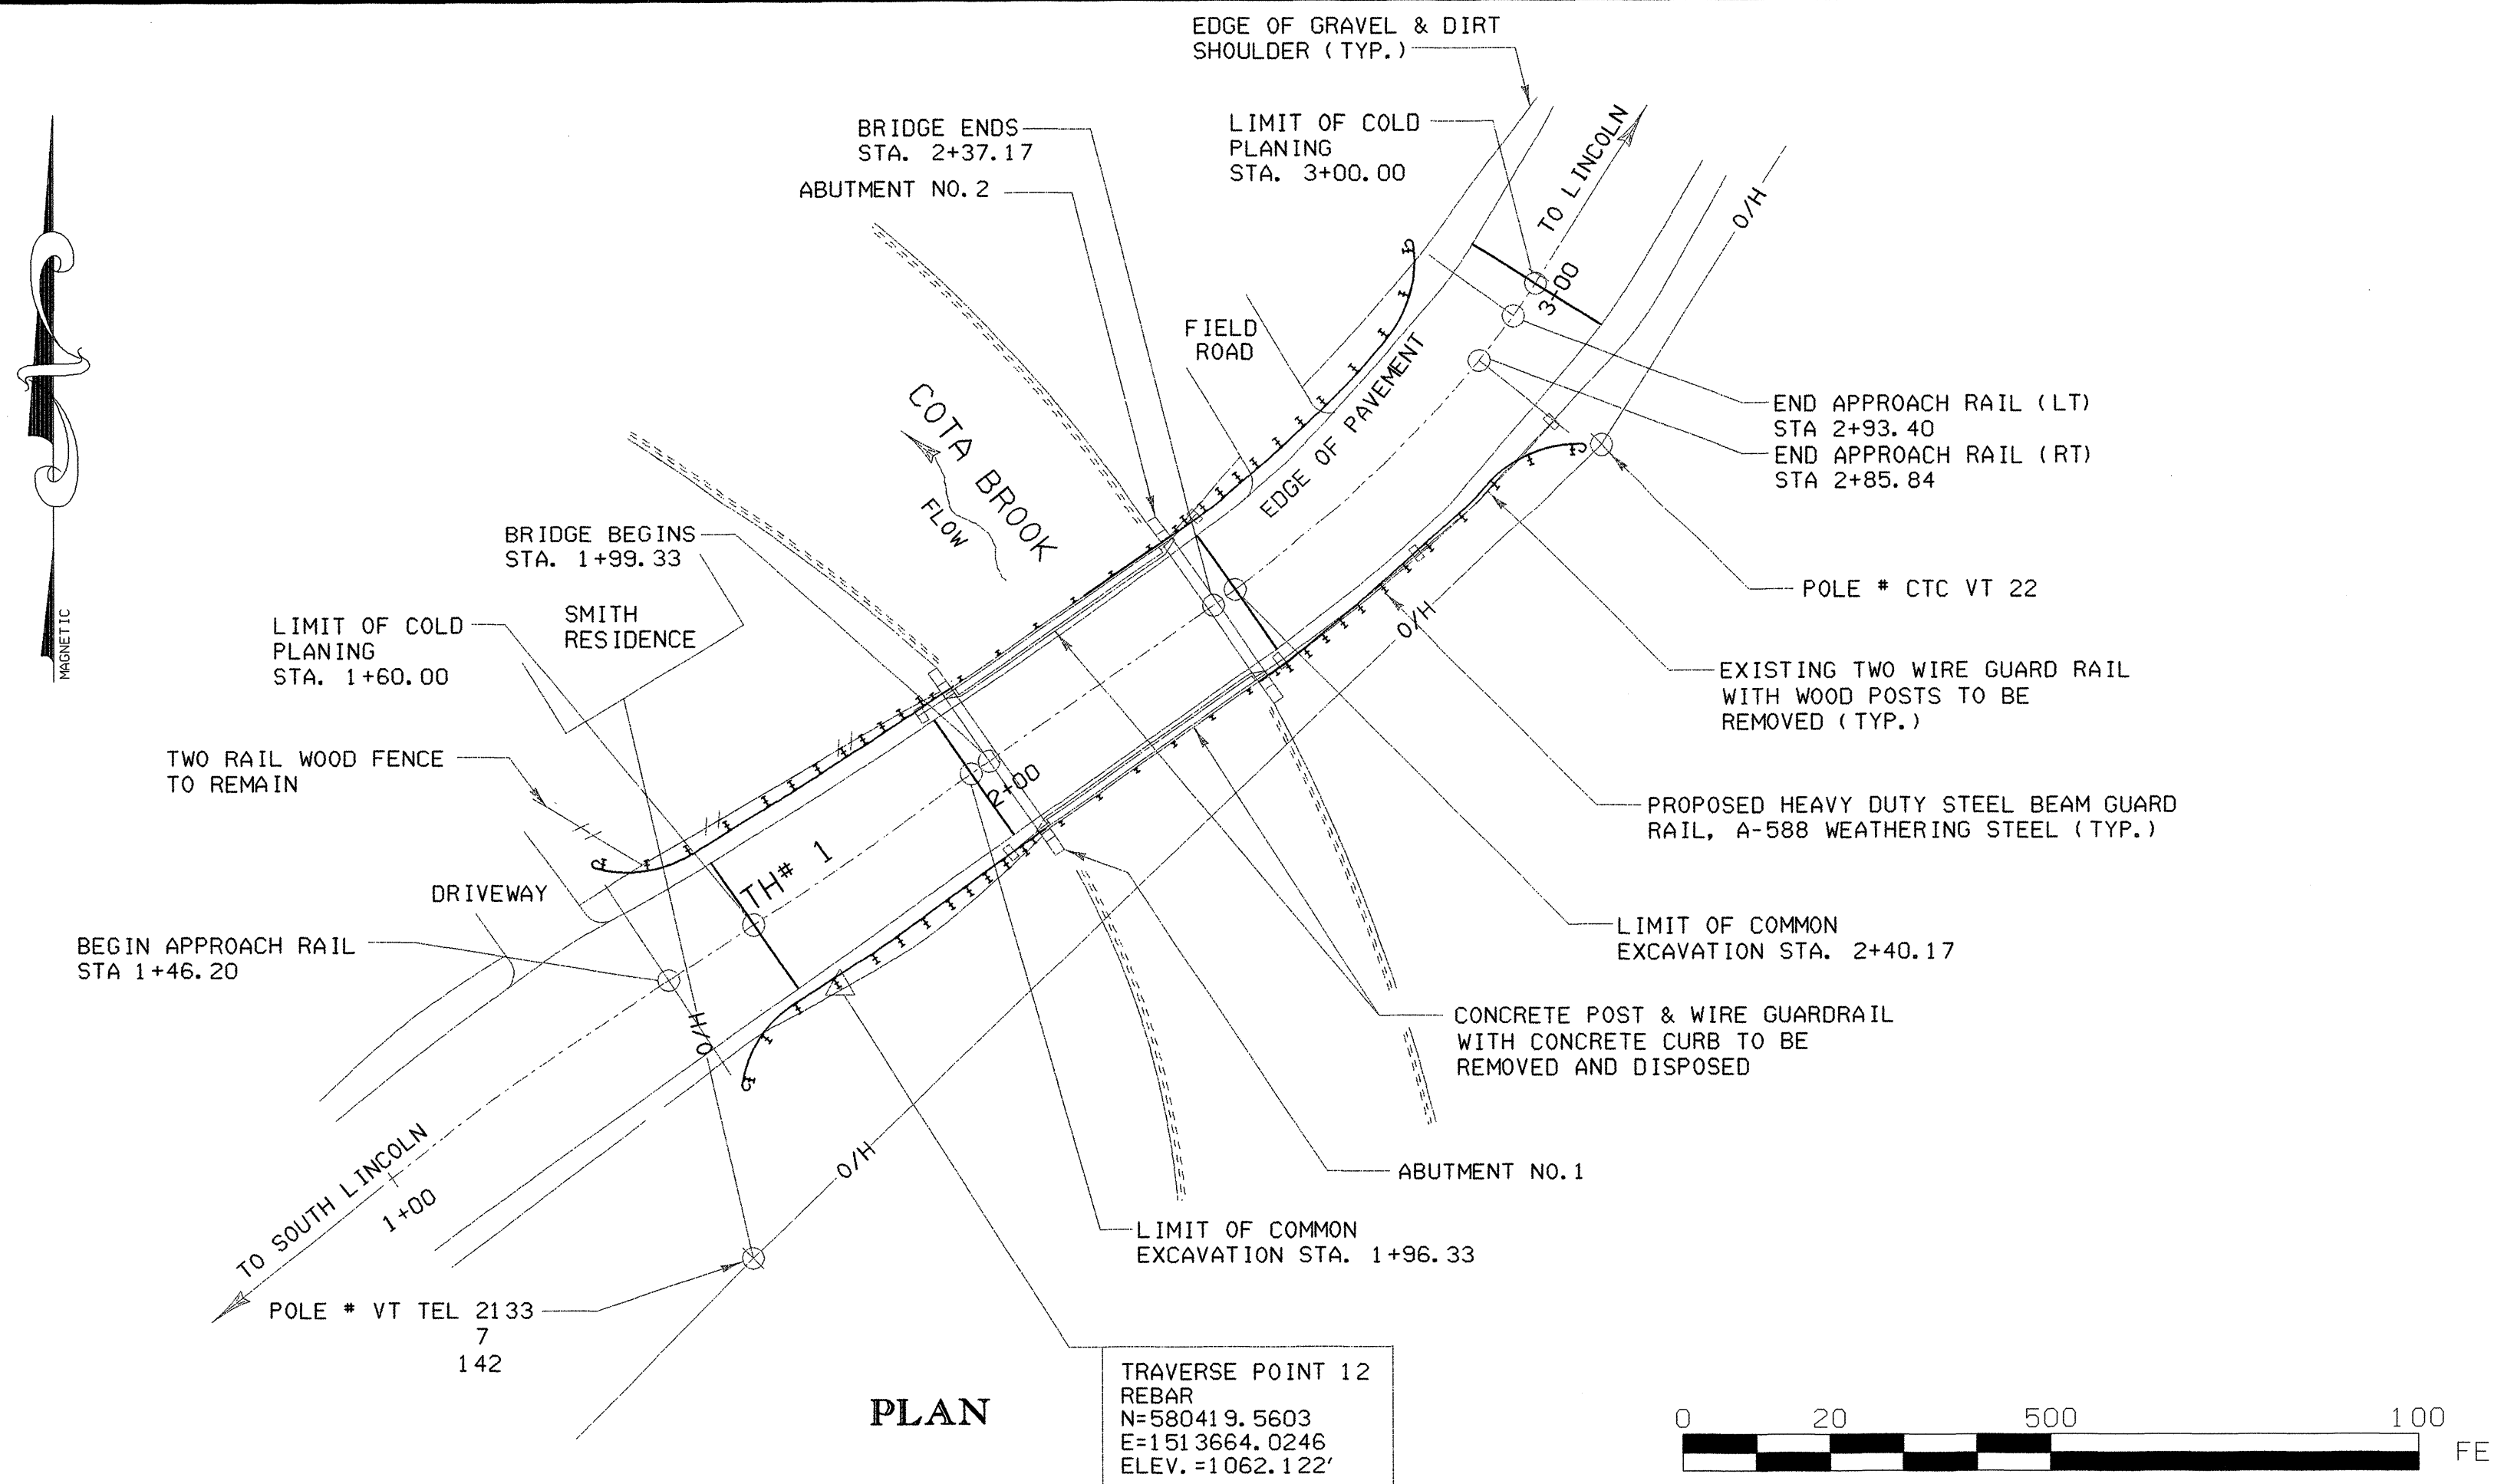 EDGE OF GRAVEL & DIRT
SHOULDER (TYP.)
BRIDGE ENDS
STA. 2+37.17
LIMIT OF COLD
PLANING
STA. 3+00.00
ABUTMENT NO.2
TO LINCOLN
O/H
3+00
FIELD
ROAD
EDGE OF PAVEMENT
COTA BROOK
FLOW
END APPROACH RAIL (LT)
STA 2+93.40
END APPROACH RAIL (RT)
STA 2+85.84
BRIDGE BEGINS
STA. 1+99.33
POLE # CTC VT 22
SMITH
RESIDENCE
LIMIT OF COLD
PLANING
STA. 1+60.00
MAGNETIC
O/H
EXISTING TWO WIRE GUARD RAIL
WITH WOOD POSTS TO BE
REMOVED (TYP.)
TWO RAIL WOOD FENCE
TO REMAIN
2+00
PROPOSED HEAVY DUTY STEEL BEAM GUARD
RAIL, A-588 WEATHERING STEEL (TYP.)
TH# 1
DRIVEWAY
LIMIT OF COMMON
EXCAVATION STA. 2+40.17
BEGIN APPROACH RAIL
STA 1+46.20
O/H
CONCRETE POST & WIRE GUARDRAIL
WITH CONCRETE CURB TO BE
REMOVED AND DISPOSED
O/H
ABUTMENT NO.1
TO SOUTH LINCOLN
1+00
LIMIT OF COMMON
EXCAVATION STA. 1+96.33
POLE # VT TEL 2133
7
142
TRAVERSE POINT 12
REBAR
N=580419.5603
E=1513664.0246
ELEV.=1062.122'
PLAN
0 20 500 100
FE